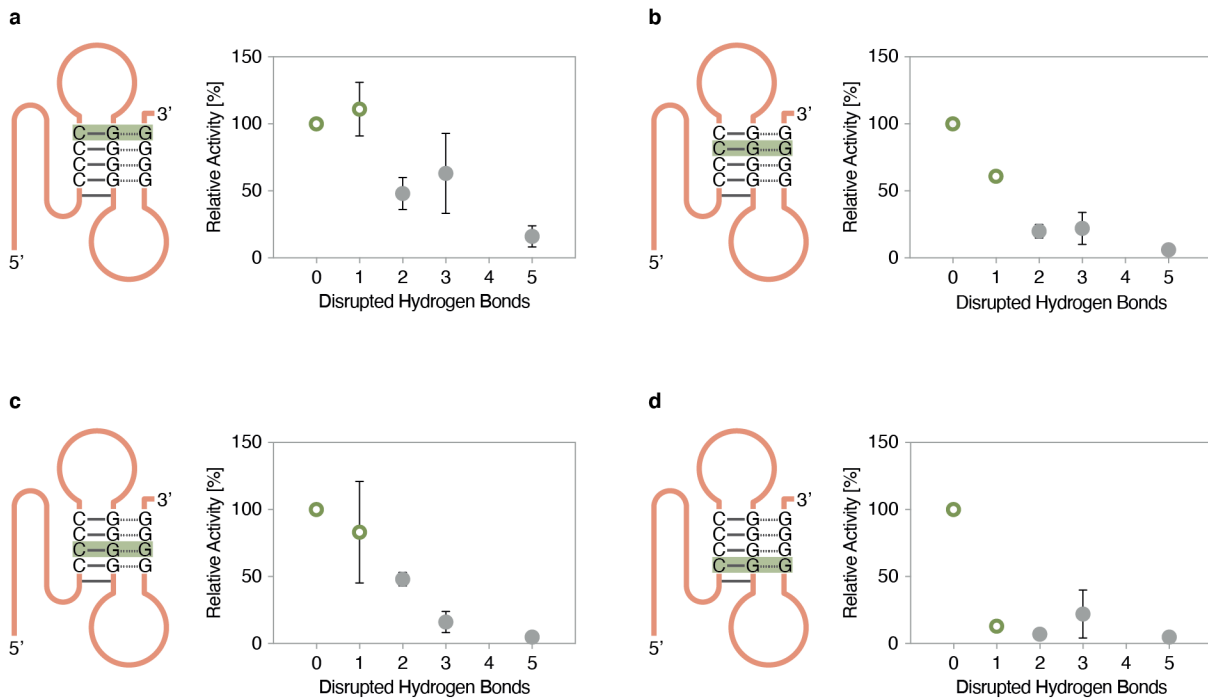 a
3’
C G G
C G G
C G G
C G G
5’
Relative Activity [%]
150
100
50
0
0 1 2 3 4 5
Disrupted Hydrogen Bonds
b
3’
C G G
C G G
C G G
C G G
5’
Relative Activity [%]
150
100
50
0
0 1 2 3 4 5
Disrupted Hydrogen Bonds
c
3’
C G G
C G G
C G G
C G G
5’
Relative Activity [%]
150
100
50
0
0 1 2 3 4 5
Disrupted Hydrogen Bonds
d
3’
C G G
C G G
C G G
C G G
5’
Relative Activity [%]
150
100
50
0
0 1 2 3 4 5
Disrupted Hydrogen Bonds